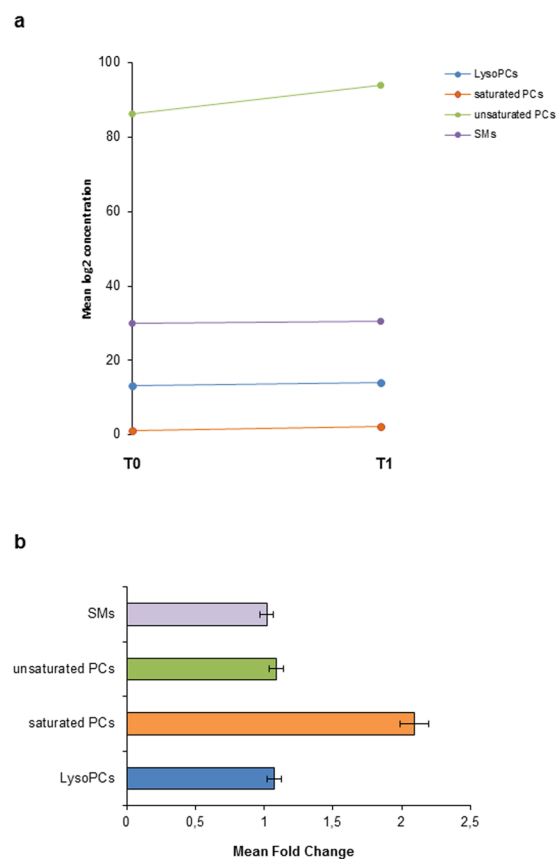 a
100
80
60
40
20
0
Mean log2 concentration
T0 T1
LysoPCs
saturated PCs
unsaturated PCs
SMs
b
SMs
unsaturated PCs
saturated PCs
LysoPCs
0 0,5 1 1,5 2 2,5
Mean Fold Change